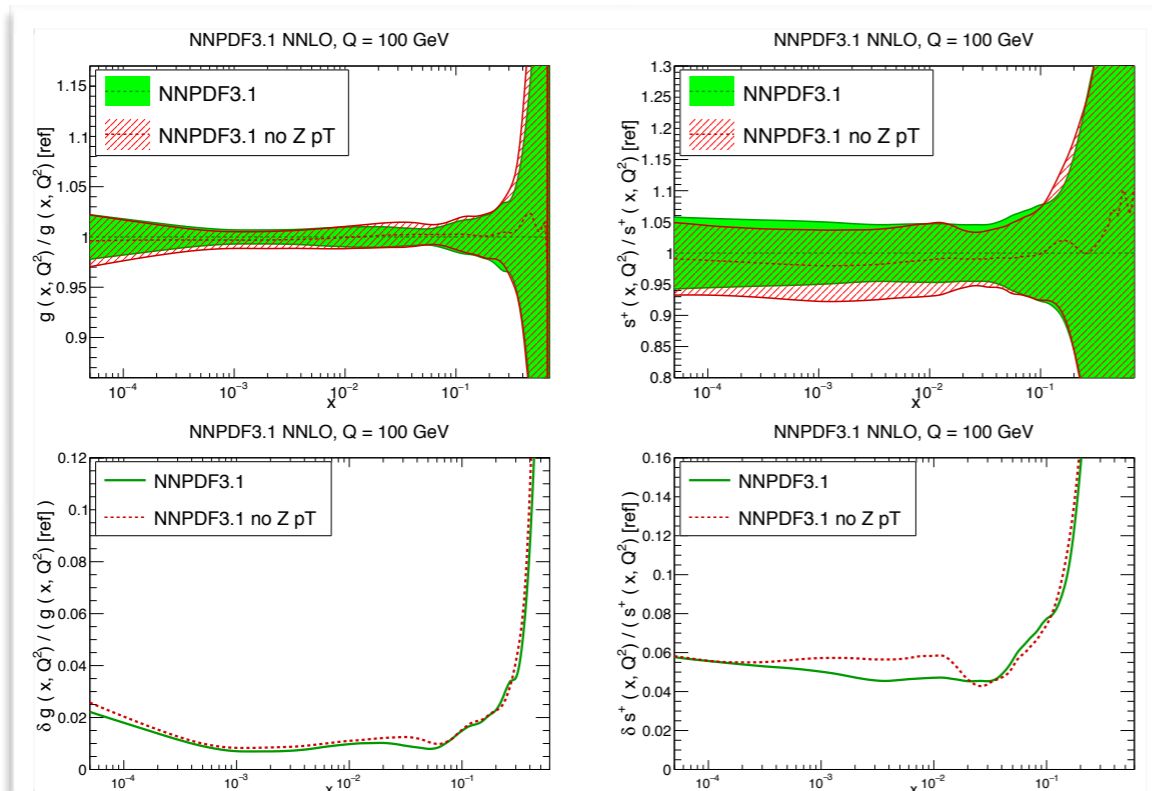 NNPDF3.1 NNLO, Q = 100 GeV
NNPDF3.1
NNPDF3.1 no Z pT
g ( x, Q²) / g ( x, Q²) [ref]
1.15
1.1
1.05
1
0.95
0.9
10⁻⁴ 10⁻³ 10⁻² 10⁻¹
x
NNPDF3.1 NNLO, Q = 100 GeV
NNPDF3.1
NNPDF3.1 no Z pT
s⁺ ( x, Q²) / s⁺ ( x, Q²) [ref]
1.3
1.25
1.2
1.15
1.1
1.05
1
0.95
0.9
0.85
0.8
10⁻⁴ 10⁻³ 10⁻² 10⁻¹
x
NNPDF3.1 NNLO, Q = 100 GeV
NNPDF3.1
NNPDF3.1 no Z pT
δ g ( x, Q²) / ( g ( x, Q²) [ref] )
0.12
0.1
0.08
0.06
0.04
0.02
0
10⁻⁴ 10⁻³ 10⁻² 10⁻¹
x
NNPDF3.1 NNLO, Q = 100 GeV
NNPDF3.1
NNPDF3.1 no Z pT
δ s⁺ ( x, Q²) / ( s⁺ ( x, Q²) [ref] )
0.16
0.14
0.12
0.1
0.08
0.06
0.04
0.02
0
10⁻⁴ 10⁻³ 10⁻² 10⁻¹
x